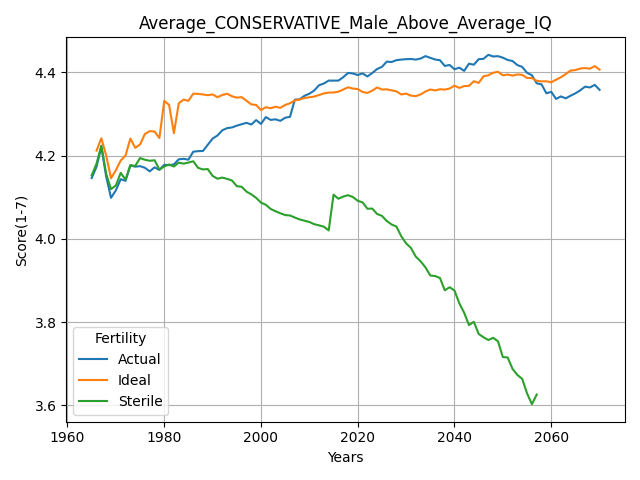 Average_CONSERVATIVE_Male_Above_Average_IQ
Score(1-7)
4.4
4.2
4.0
3.8
3.6
Fertility
Actual
Ideal
Sterile
1960
1980
2000
2020
2040
2060
Years